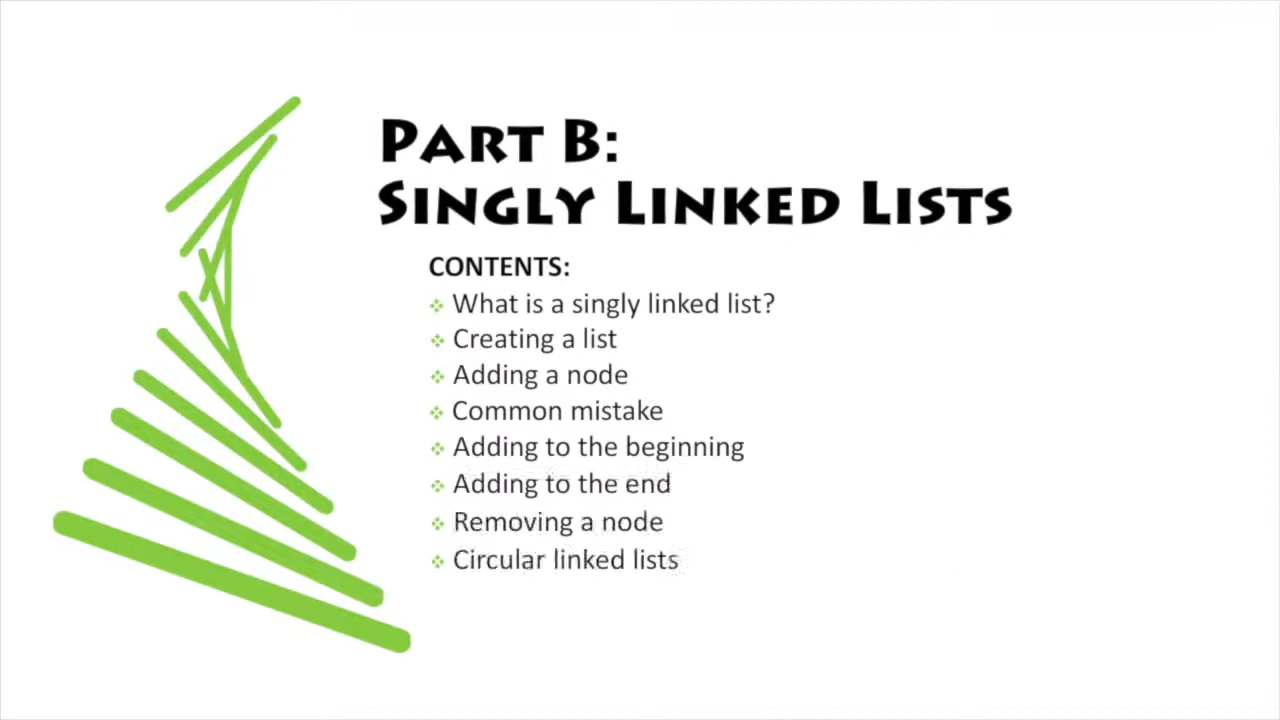 PART B:
SINGLY LINKED LISTS
CONTENTS:
What is a singly linked list?
Creating a list
Adding a node
Common mistake
Adding to the beginning
Adding to the end
Removing a node
Circular linked lists